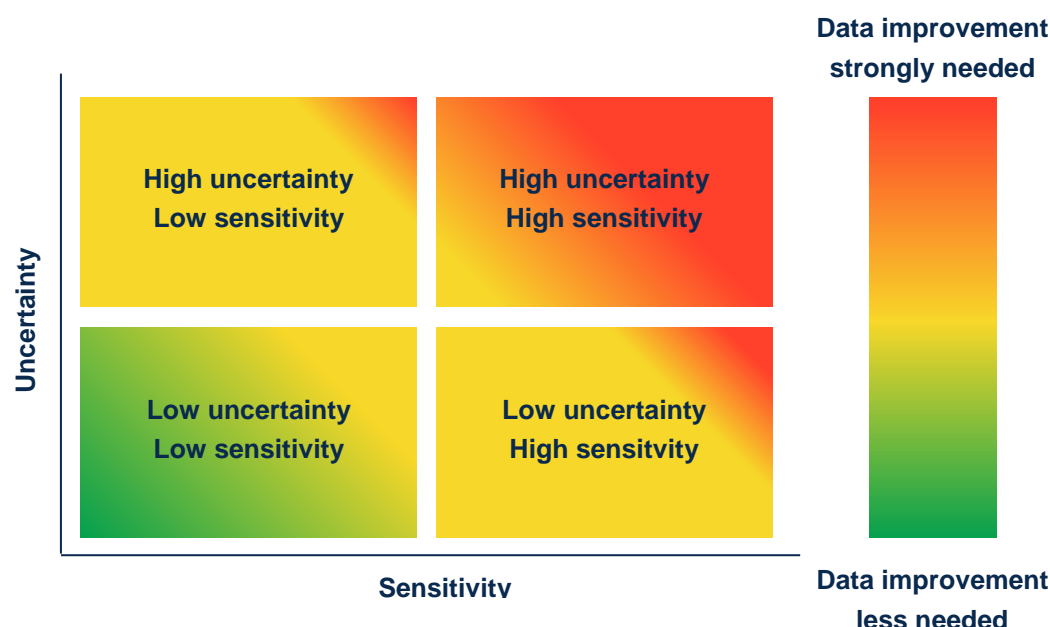 Data improvement
strongly needed
High uncertainty
Low sensitivity
High uncertainty
High sensitivity
Uncertainty
Low uncertainty
Low sensitivity
Low uncertainty
High sensitvity
Sensitivity
Data improvement
less needed